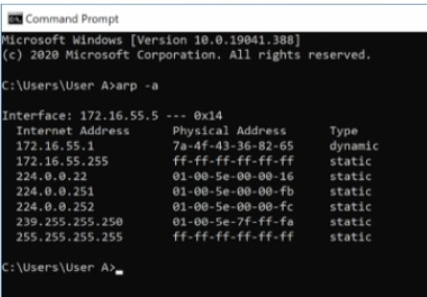 Command Prompt
Microsoft Windows [Version 10.0.19041.388]
(c) 2020 Microsoft Corporation. All rights reserved.
C:\Users\User A>arp -a
Interface: 172.16.55.5 --- 0x14
Internet Address Physical Address Type
172.16.55.1 7a-4f-43-36-82-65 dynamic
172.16.55.255 ff-ff-ff-ff-ff-ff static
224.0.0.22 01-00-5e-00-00-16 static
224.0.0.251 01-00-5e-00-00-fb static
224.0.0.252 01-00-5e-00-00-fc static
239.255.255.250 01-00-5e-7f-ff-fa static
255.255.255.255 ff-ff-ff-ff-ff-ff static
C:\Users\User A>